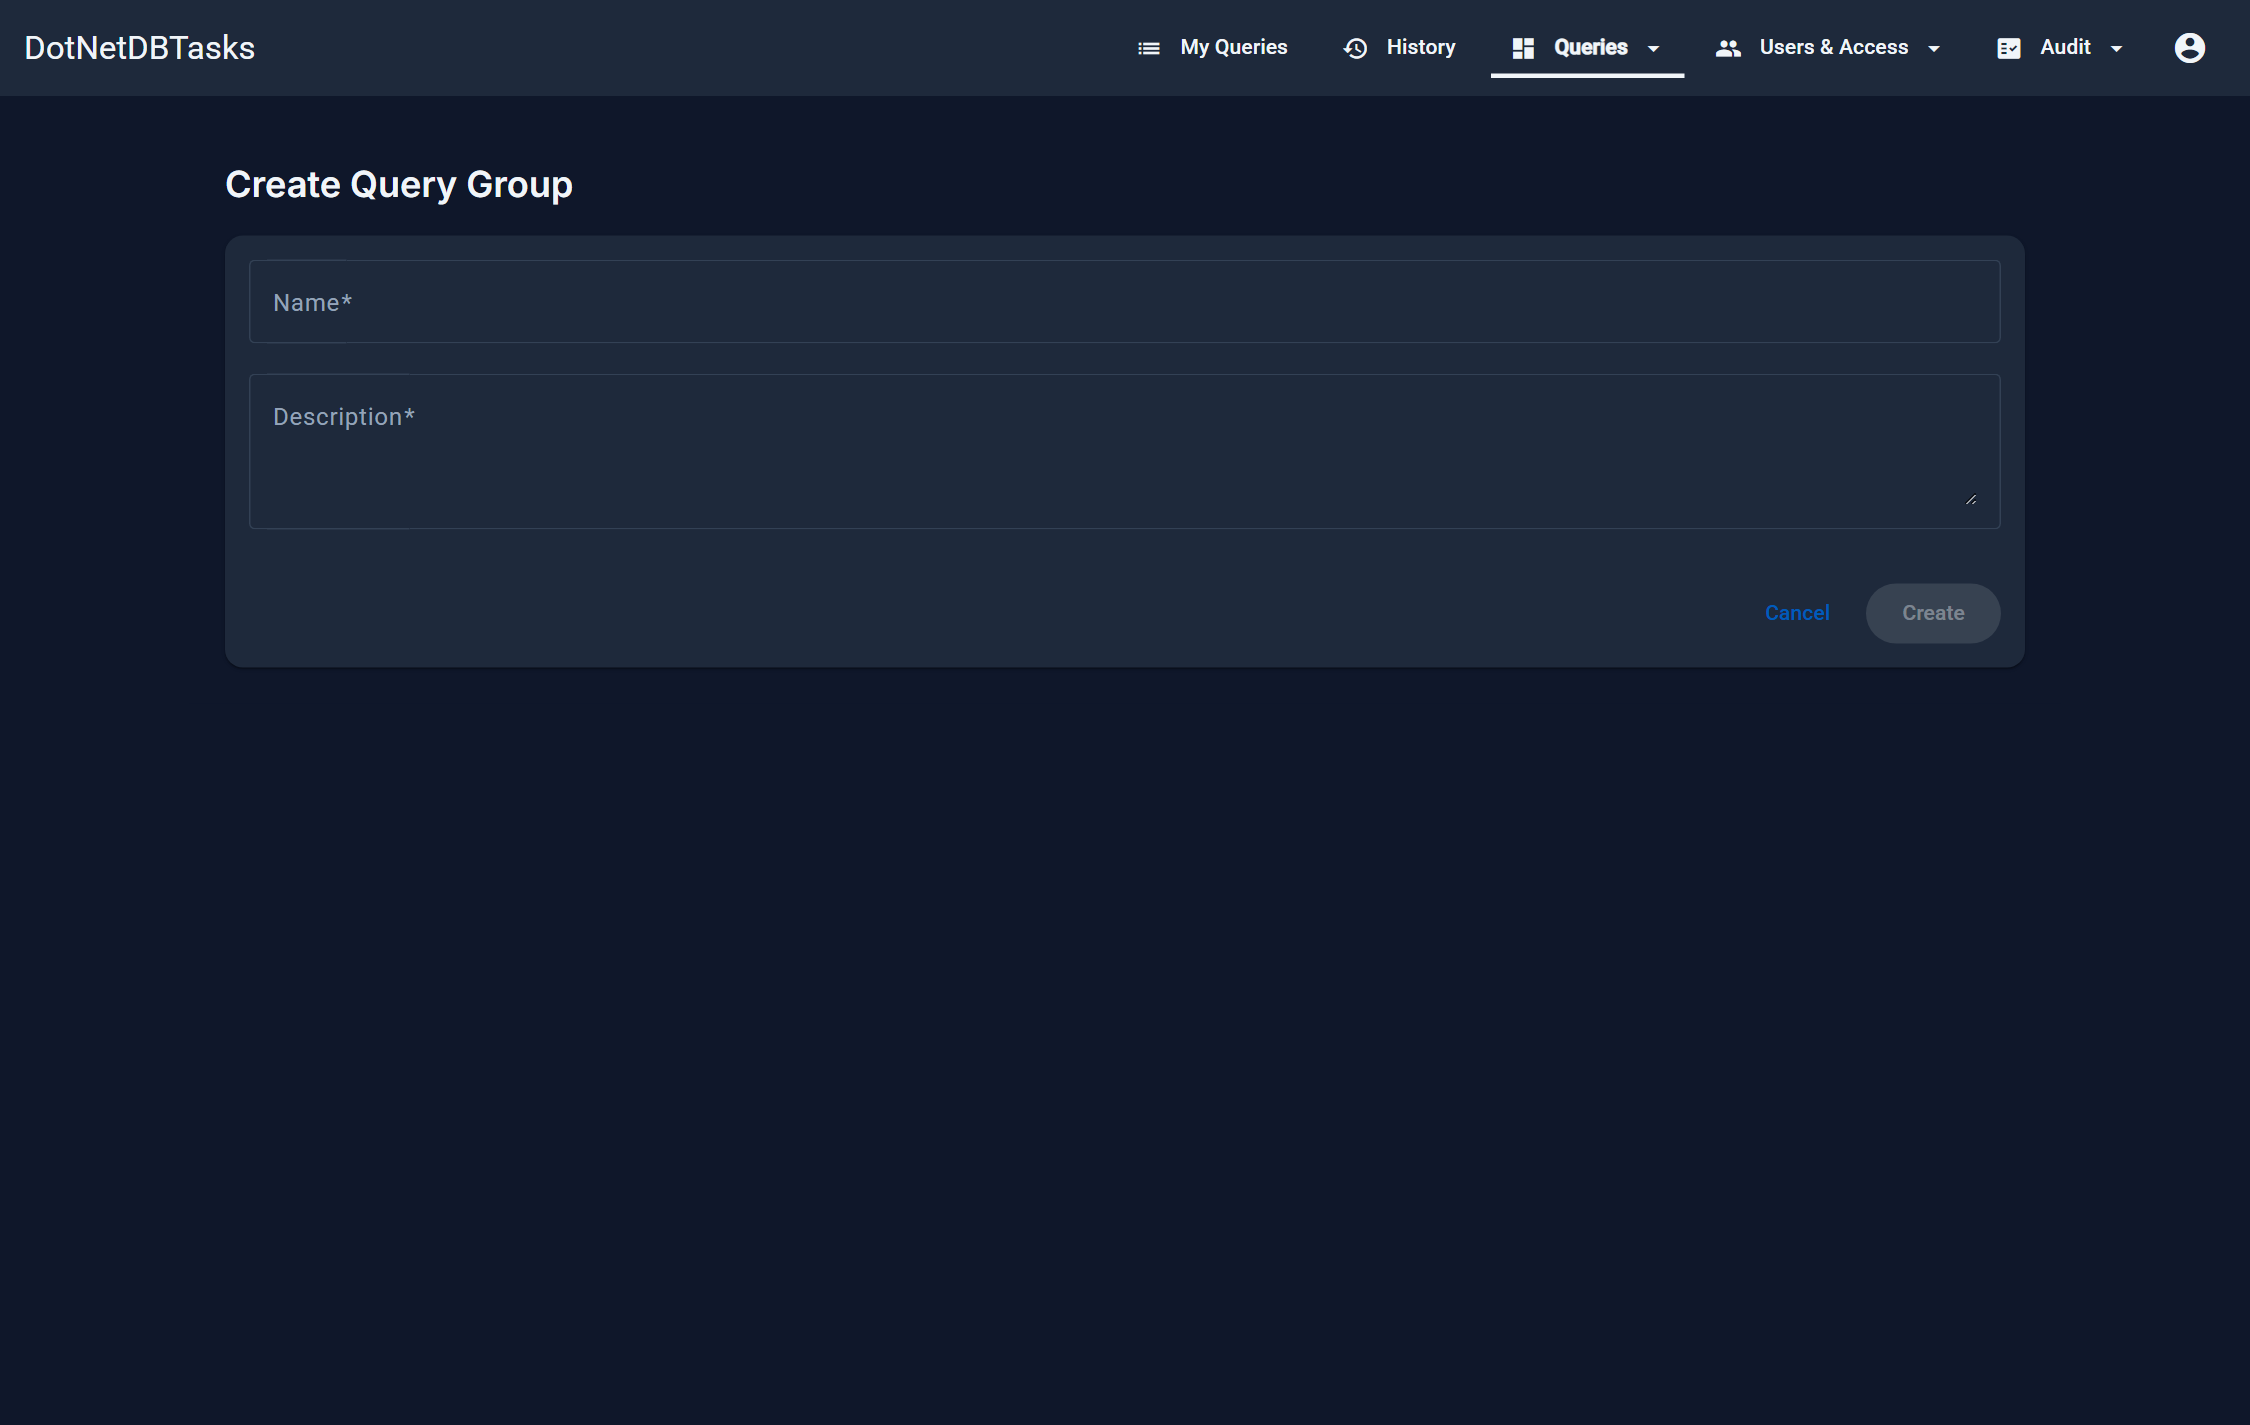 DotNetDBTasks My Queries History Queries Users & Access Audit
Create Query Group
Name*
Description*
Cancel Create